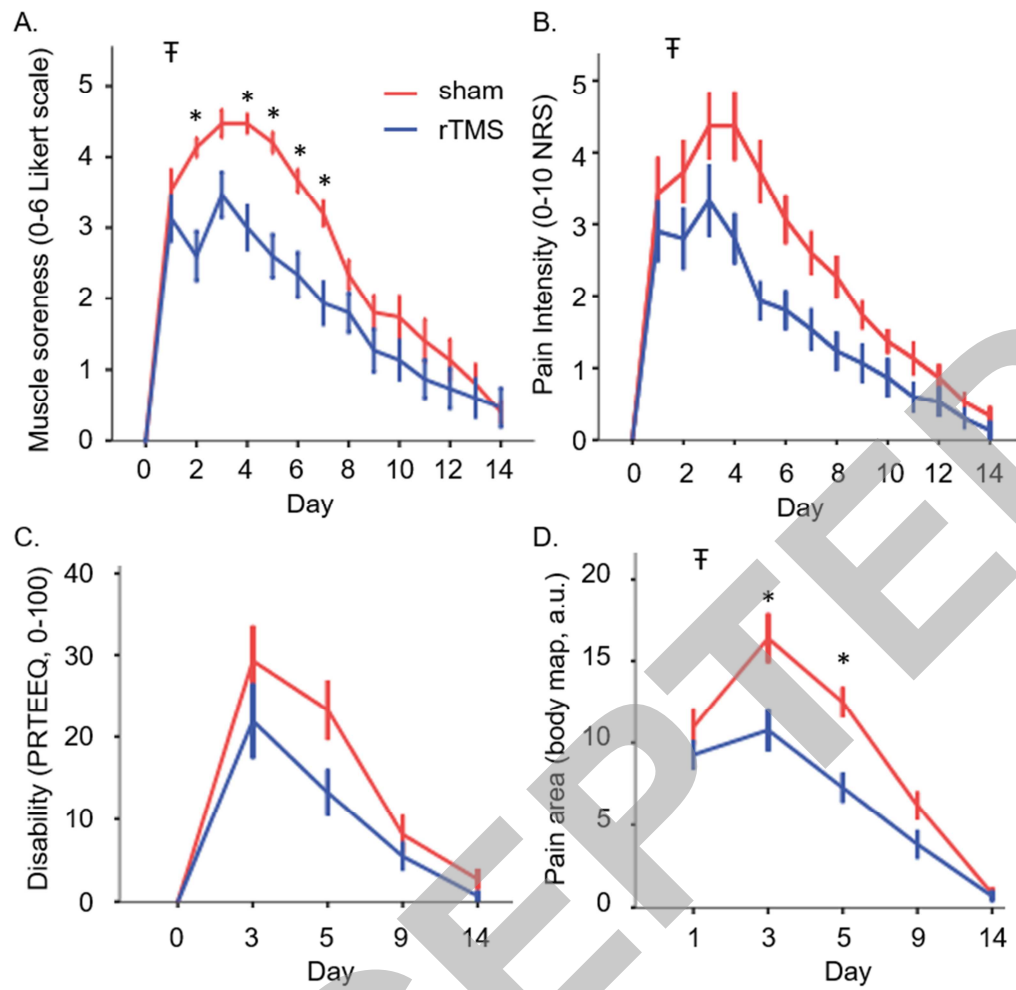 A.
Ŧ
Muscle soreness (0-6 Likert scale)
5
4
3
2
1
0
* * * * * *
sham
rTMS
0 2 4 6 8 10 12 14
Day
B.
Ŧ
Pain Intensity (0-10 NRS)
5
4
3
2
1
0
0 2 4 6 8 10 12 14
Day
C.
Disability (PRTEEQ, 0-100)
40
30
20
10
0
0 3 5 9 14
Day
D.
Ŧ
Pain area (body map, a.u.)
20
15
10
5
0
* *
1 3 5 9 14
Day